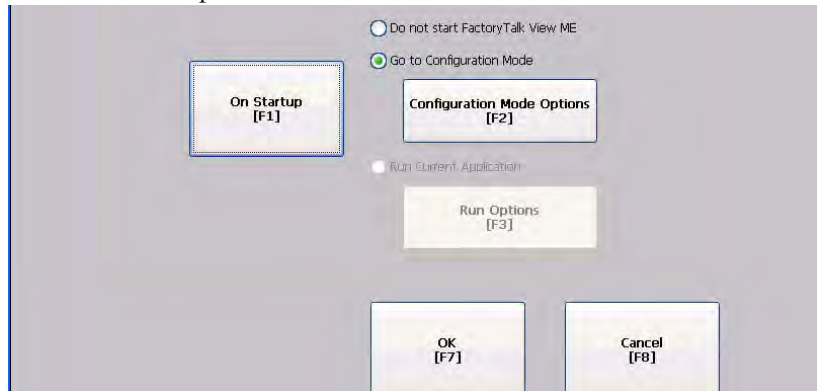 Do not start FactoryTalk View ME
Go to Configuration Mode
On Startup
[F1]
Configuration Mode Options
[F2]
Run Current Application
Run Options
[F3]
OK
[F7]
Cancel
[F8]